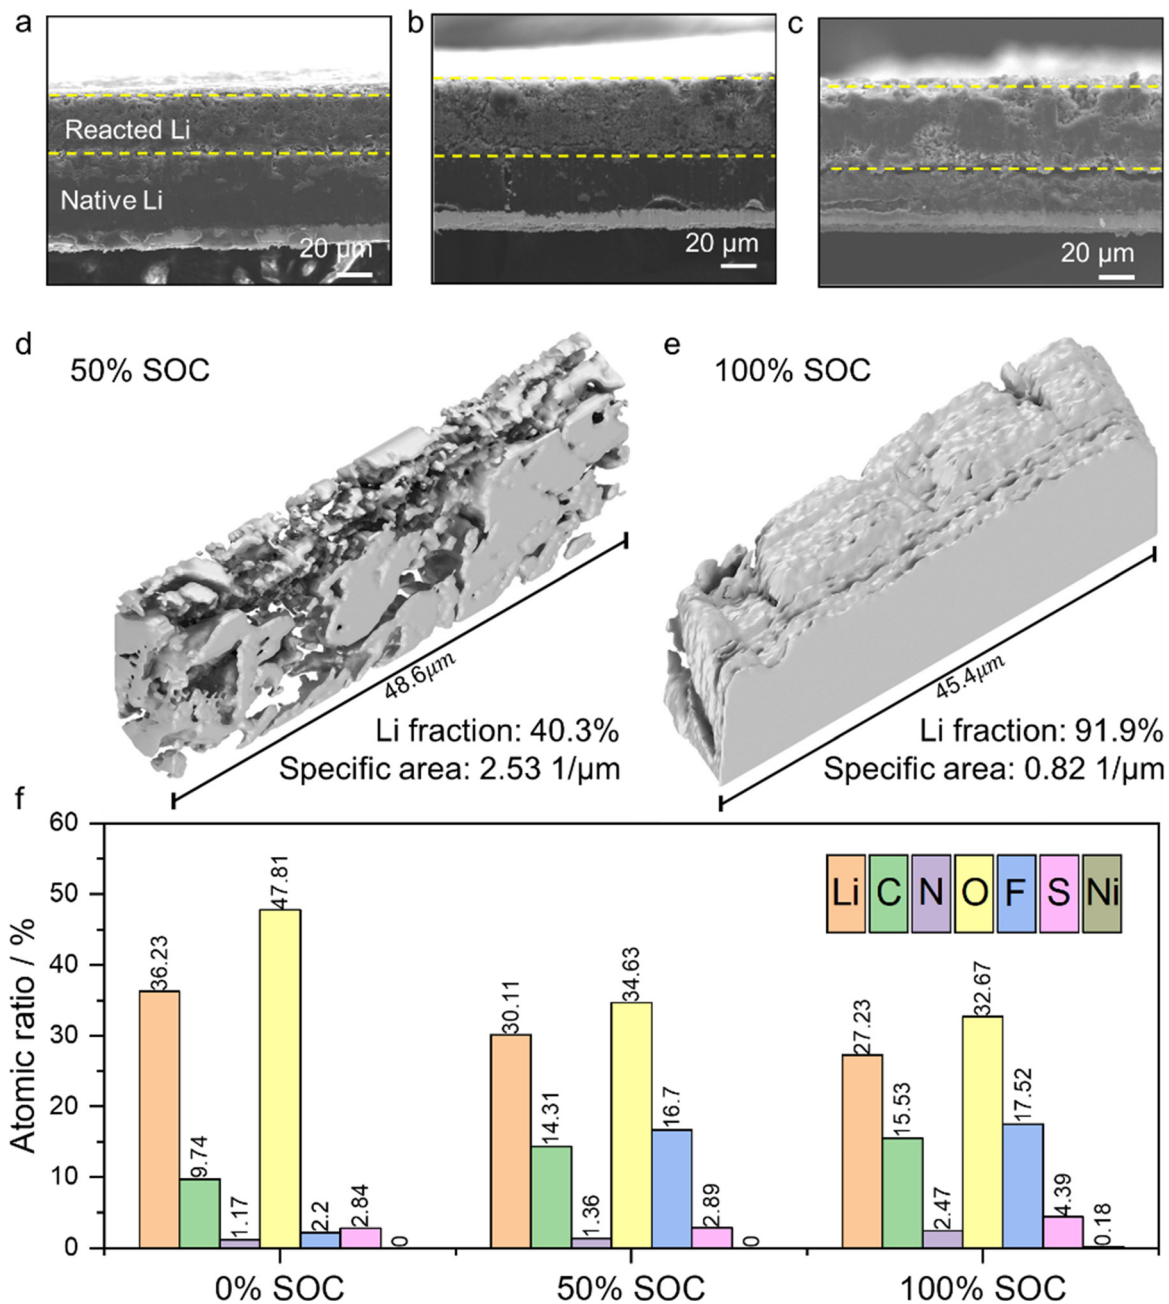 a
b
c
Reacted Li
Native Li
20 µm
20 µm
20 µm
d
50% SOC
48.6µm
Li fraction: 40.3%
Specific area: 2.53 1/µm
e
100% SOC
45.4µm
Li fraction: 91.9%
Specific area: 0.82 1/µm
f
Atomic ratio / %
60
50
40
30
20
10
0
Li C N O F S Ni
36.23 9.74 1.17 47.81 2.2 2.84 0
30.11 14.31 1.36 34.63 16.7 2.89 0
27.23 15.53 2.47 32.67 17.52 4.39 0.18
0% SOC 50% SOC 100% SOC